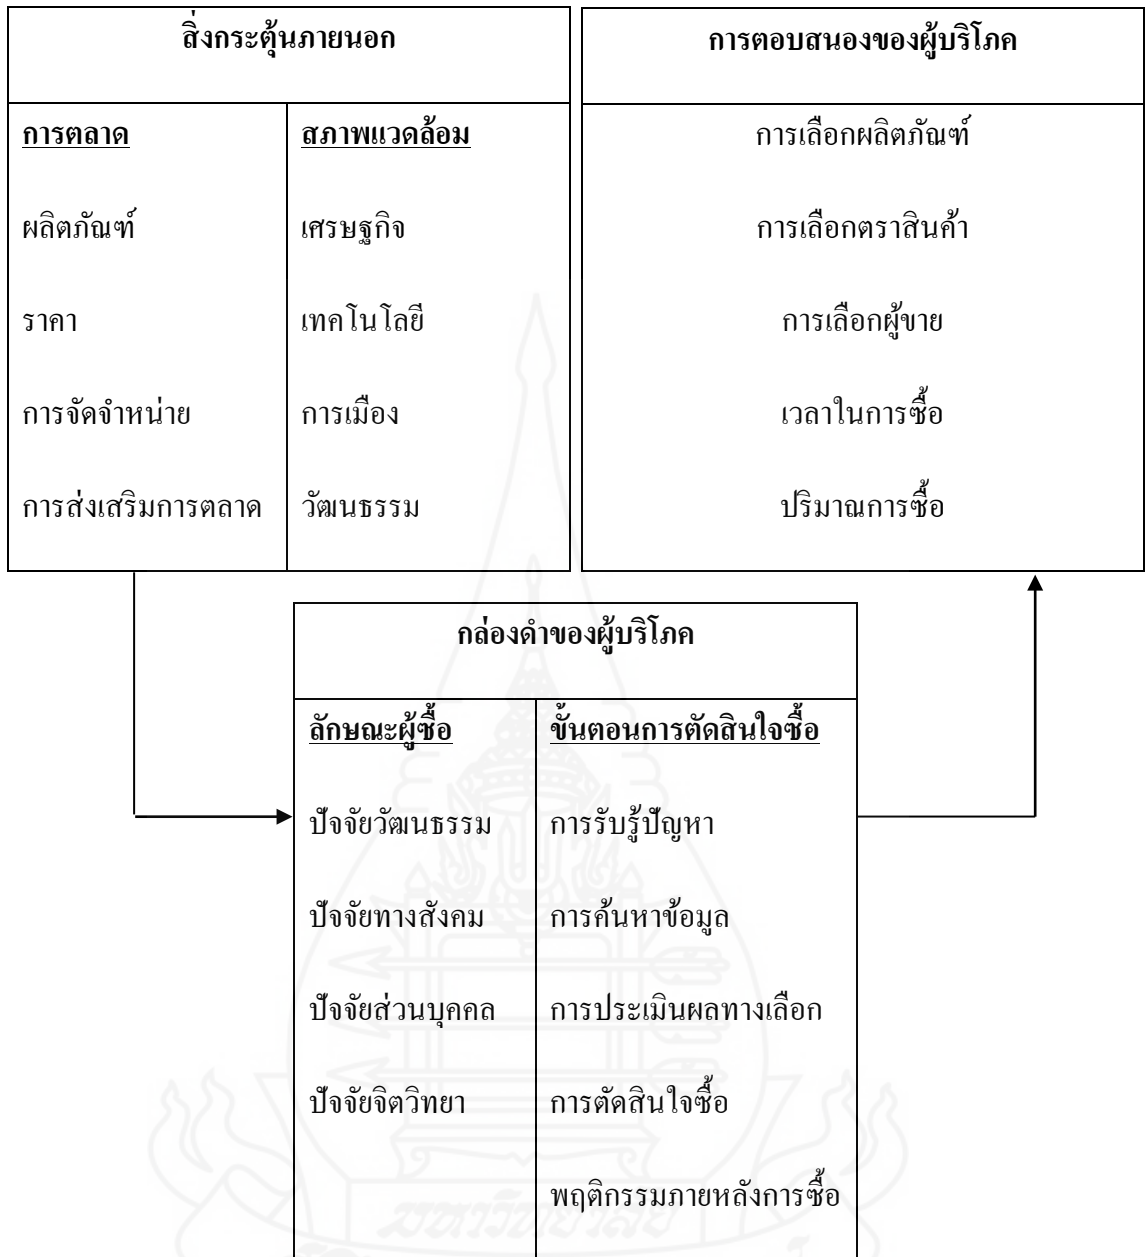 สิ่งกระตุ้นภายนอก
การตลาด
ผลิตภัณฑ์
ราคา
การจัดจำหน่าย
การส่งเสริมการตลาด
สภาพแวดล้อม
เศรษฐกิจ
เทคโนโลยี
การเมือง
วัฒนธรรม
การตอบสนองของผู้บริโภค
การเลือกผลิตภัณฑ์
การเลือกตราสินค้า
การเลือกผู้ขาย
เวลาในการซื้อ
ปริมาณการซื้อ
กล่องดำของผู้บริโภค
ลักษณะผู้ซื้อ
ปัจจัยวัฒนธรรม
ปัจจัยทางสังคม
ปัจจัยส่วนบุคคล
ปัจจัยจิตวิทยา
ขั้นตอนการตัดสินใจซื้อ
การรับรู้ปัญหา
การค้นหาข้อมูล
การประเมินผลทางเลือก
การตัดสินใจซื้อ
พฤติกรรมภายหลังการซื้อ
มหาวิทยาลัย